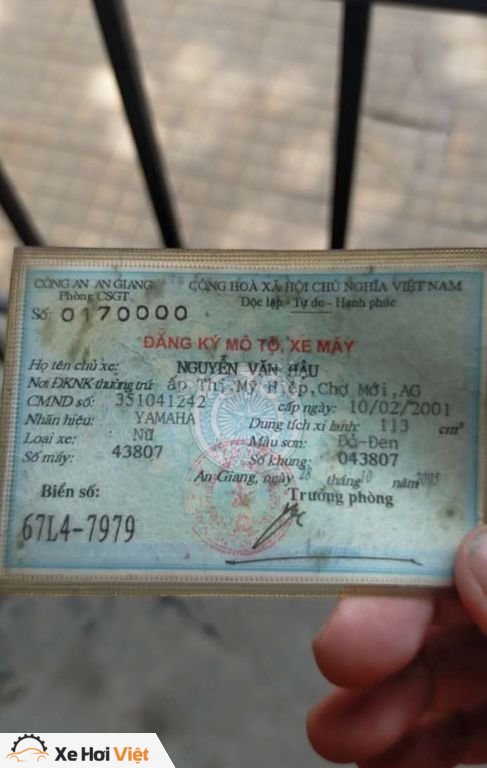 CÔNG AN AN GIANG
Phòng CSGT.
CỘNG HOÀ XÃ HỘI CHỦ NGHĨA VIỆT NAM
Độc lập - Tự do - Hạnh phúc
Số: 0170000
ĐĂNG KÝ MÔ TÔ, XE MÁY
Họ tên chủ xe: NGUYỄN VĂN HẬU
Nơi ĐKNK thường trú: ấp Thị,Mỹ Hiệp,Chợ Mới,AG
CMND số: 351041242 cấp ngày: 10/02/2001
Nhãn hiệu: YAMAHA Dung tích xi lanh: 113 cm³
Loại xe: Nữ Màu sơn: Đỏ-Đen
Số máy: 43807 Số khung: 043807
An Giang, ngày 28 tháng 10 năm
Biển số: Trưởng phòng
67L4-7979
Xe Hơi Việt